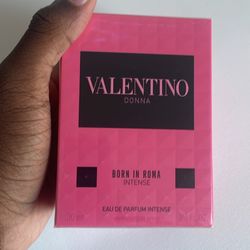 VALENTINO
DONNA
BORN IN ROMA
INTENSE
EAU DE PARFUM INTENSE